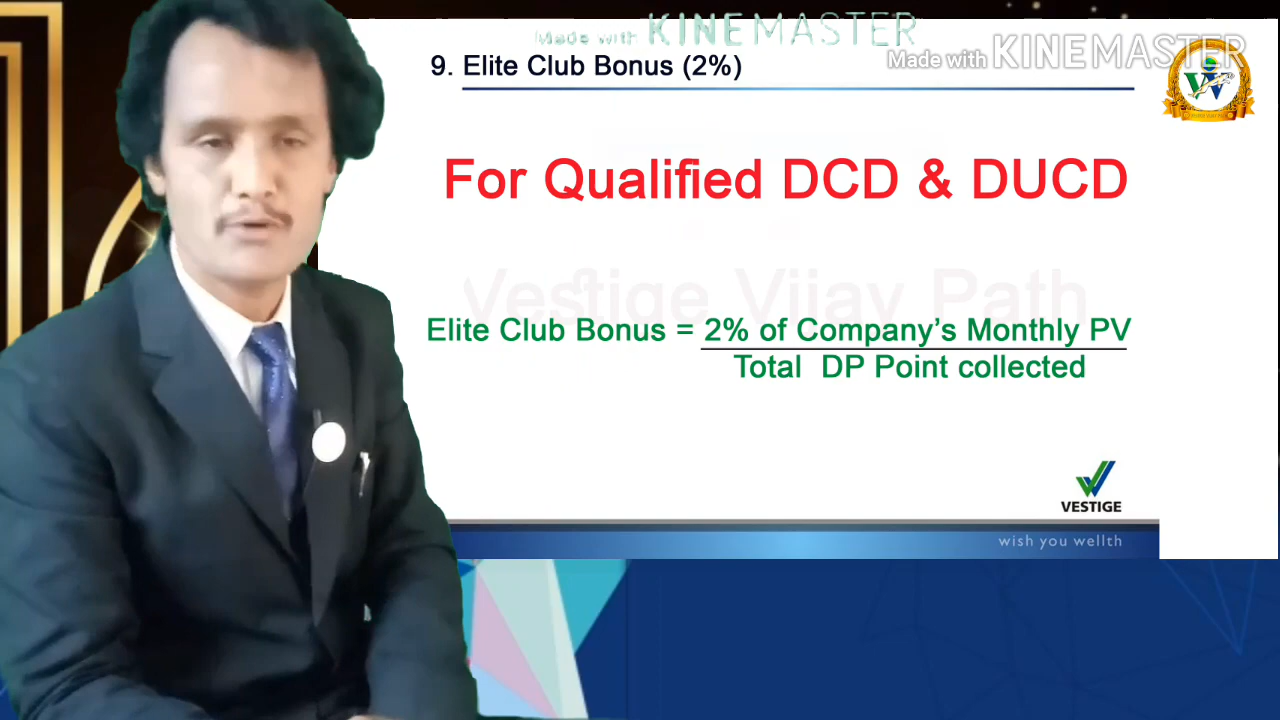 Made with KINEMASTER
Made with KINEMASTER
9. Elite Club Bonus (2%)
For Qualified DCD & DUCD
Vestige Vijay Path
Elite Club Bonus = 2% of Company's Monthly PV
Total DP Point collected
VESTIGE
wish you wellth